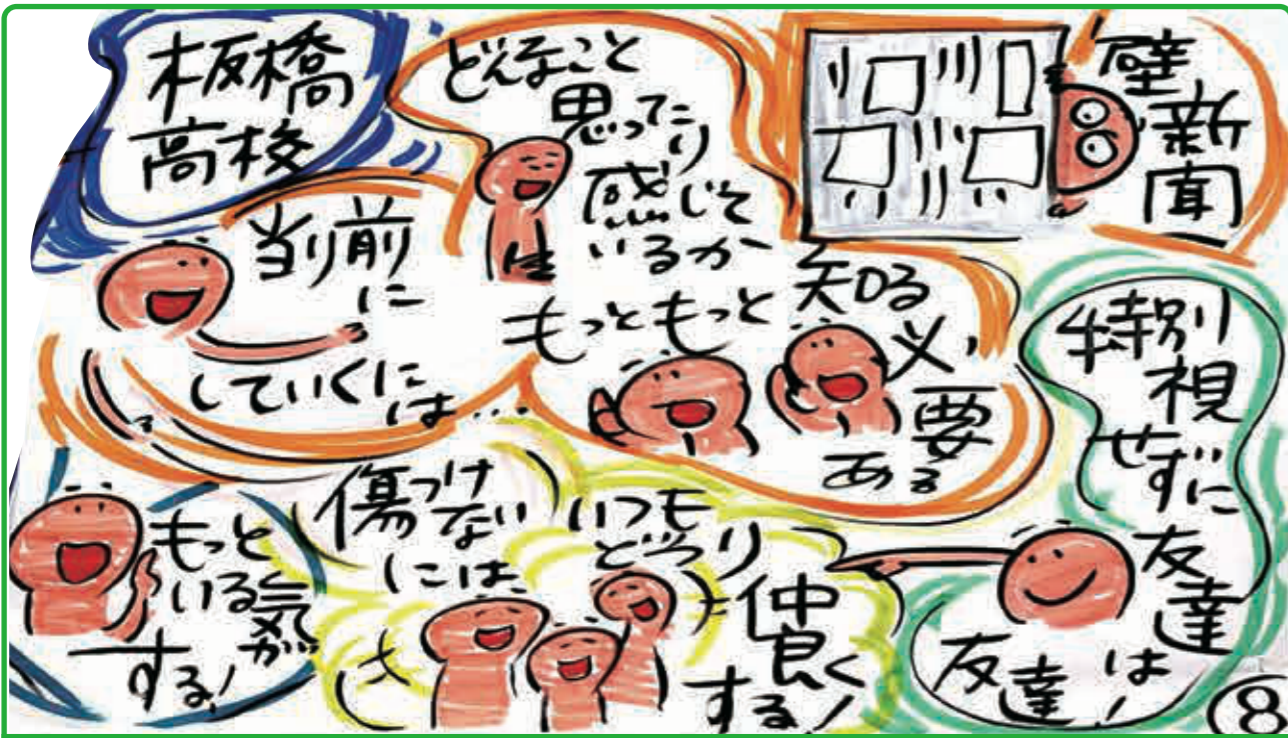 板橋
高校
どんなこと
思ったり
感じて
いるか
もっともっと
知る
必
要
ある
壁
新
聞
当り前
に
していくに
は…
特別
視
せずに
友達
は!
友達
もっと
いる気が
する!
傷つけ
ない
には
いつも
どうり
仲
良く
する!
⑧